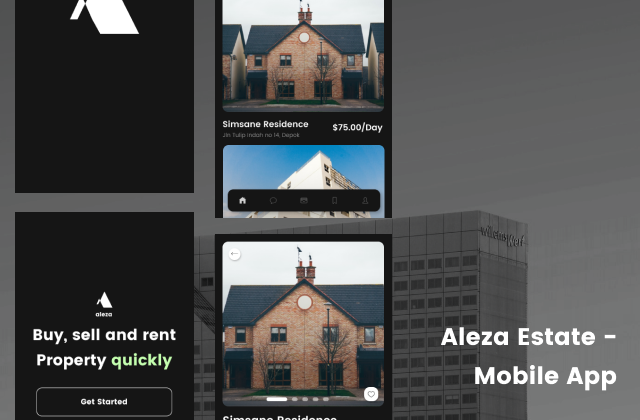 Simsane Residence
$75.00/Day
Jln Tulip Indah no 14, Depok
aleza
Buy, sell and rent
Property quickly
Get Started
Simsane Residence
Aleza Estate -
Mobile App